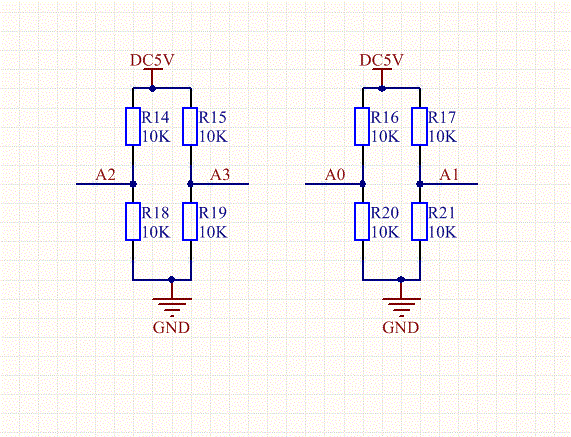 DC5V DC5V
R14 R15 R16 R17
10K 10K 10K 10K
A2 A3 A0 A1
R18 R19 R20 R21
10K 10K 10K 10K
GND GND